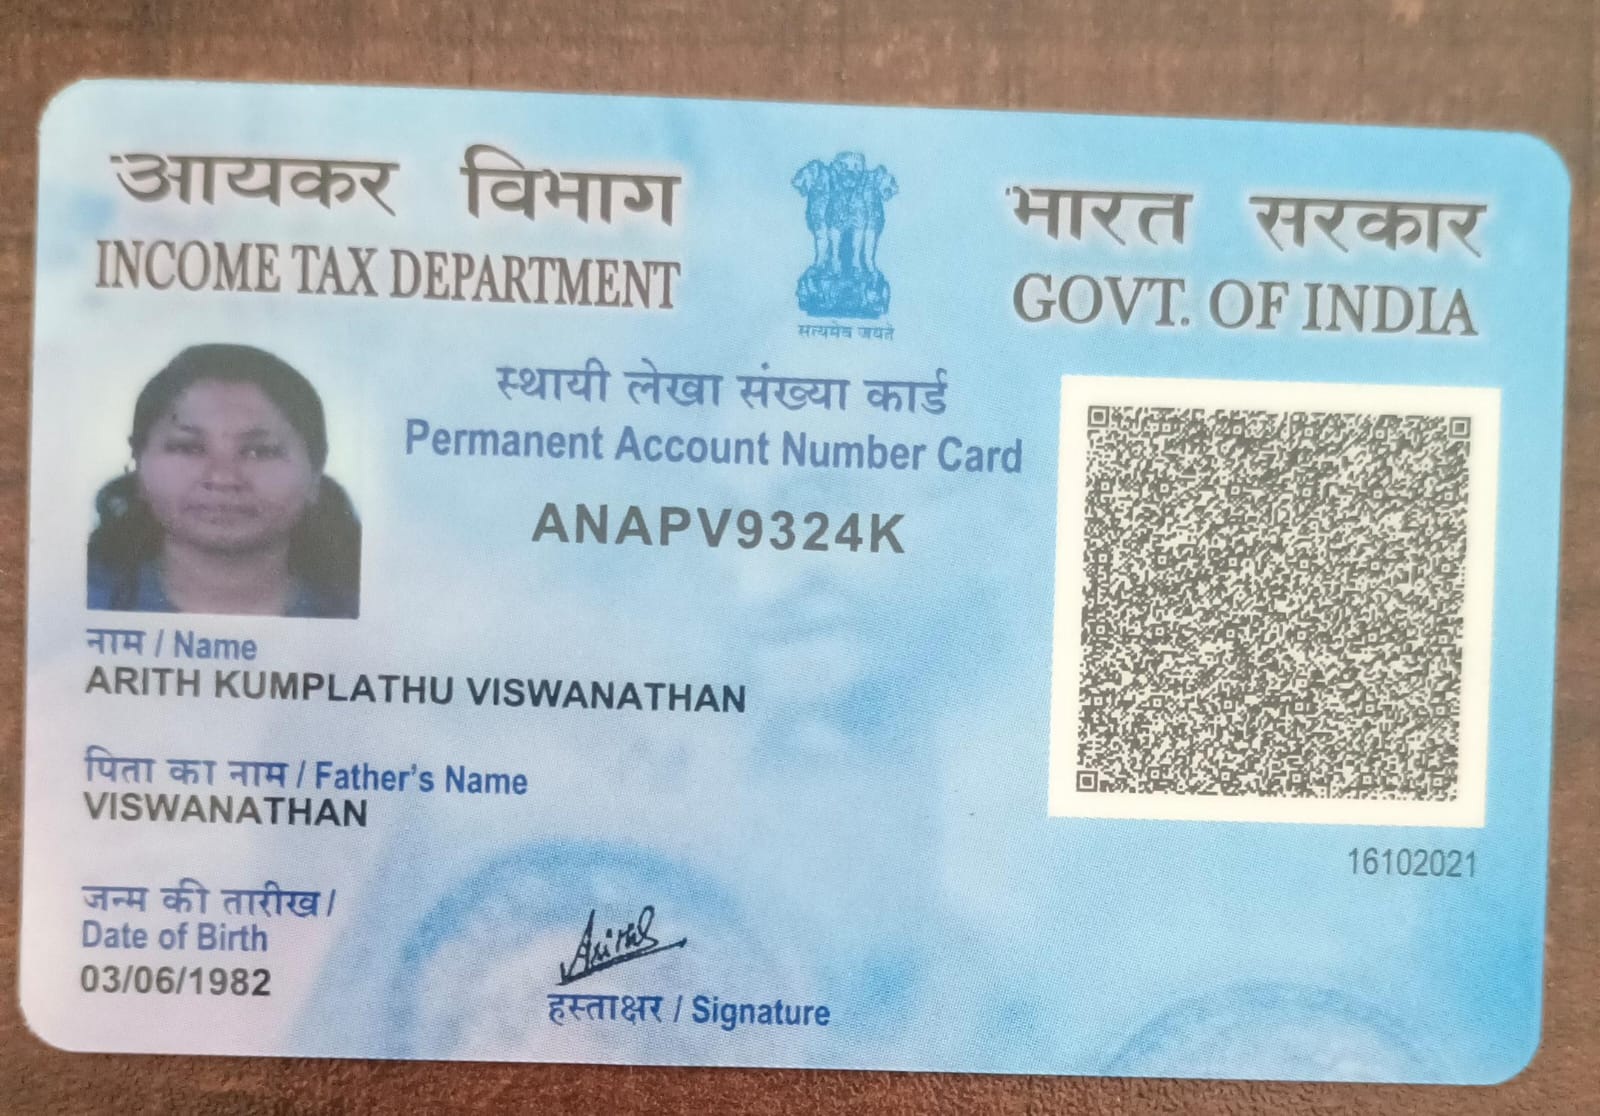 आयकर विभाग
INCOME TAX DEPARTMENT
सत्यमेव जयते
भारत सरकार
GOVT. OF INDIA
स्थायी लेखा संख्या कार्ड
Permanent Account Number Card
ANAPV9324K
नाम / Name
ARITH KUMPLATHU VISWANATHAN
पिता का नाम / Father's Name
VISWANATHAN
16102021
जन्म की तारीख /
Date of Birth
03/06/1982
हस्ताक्षर / Signature